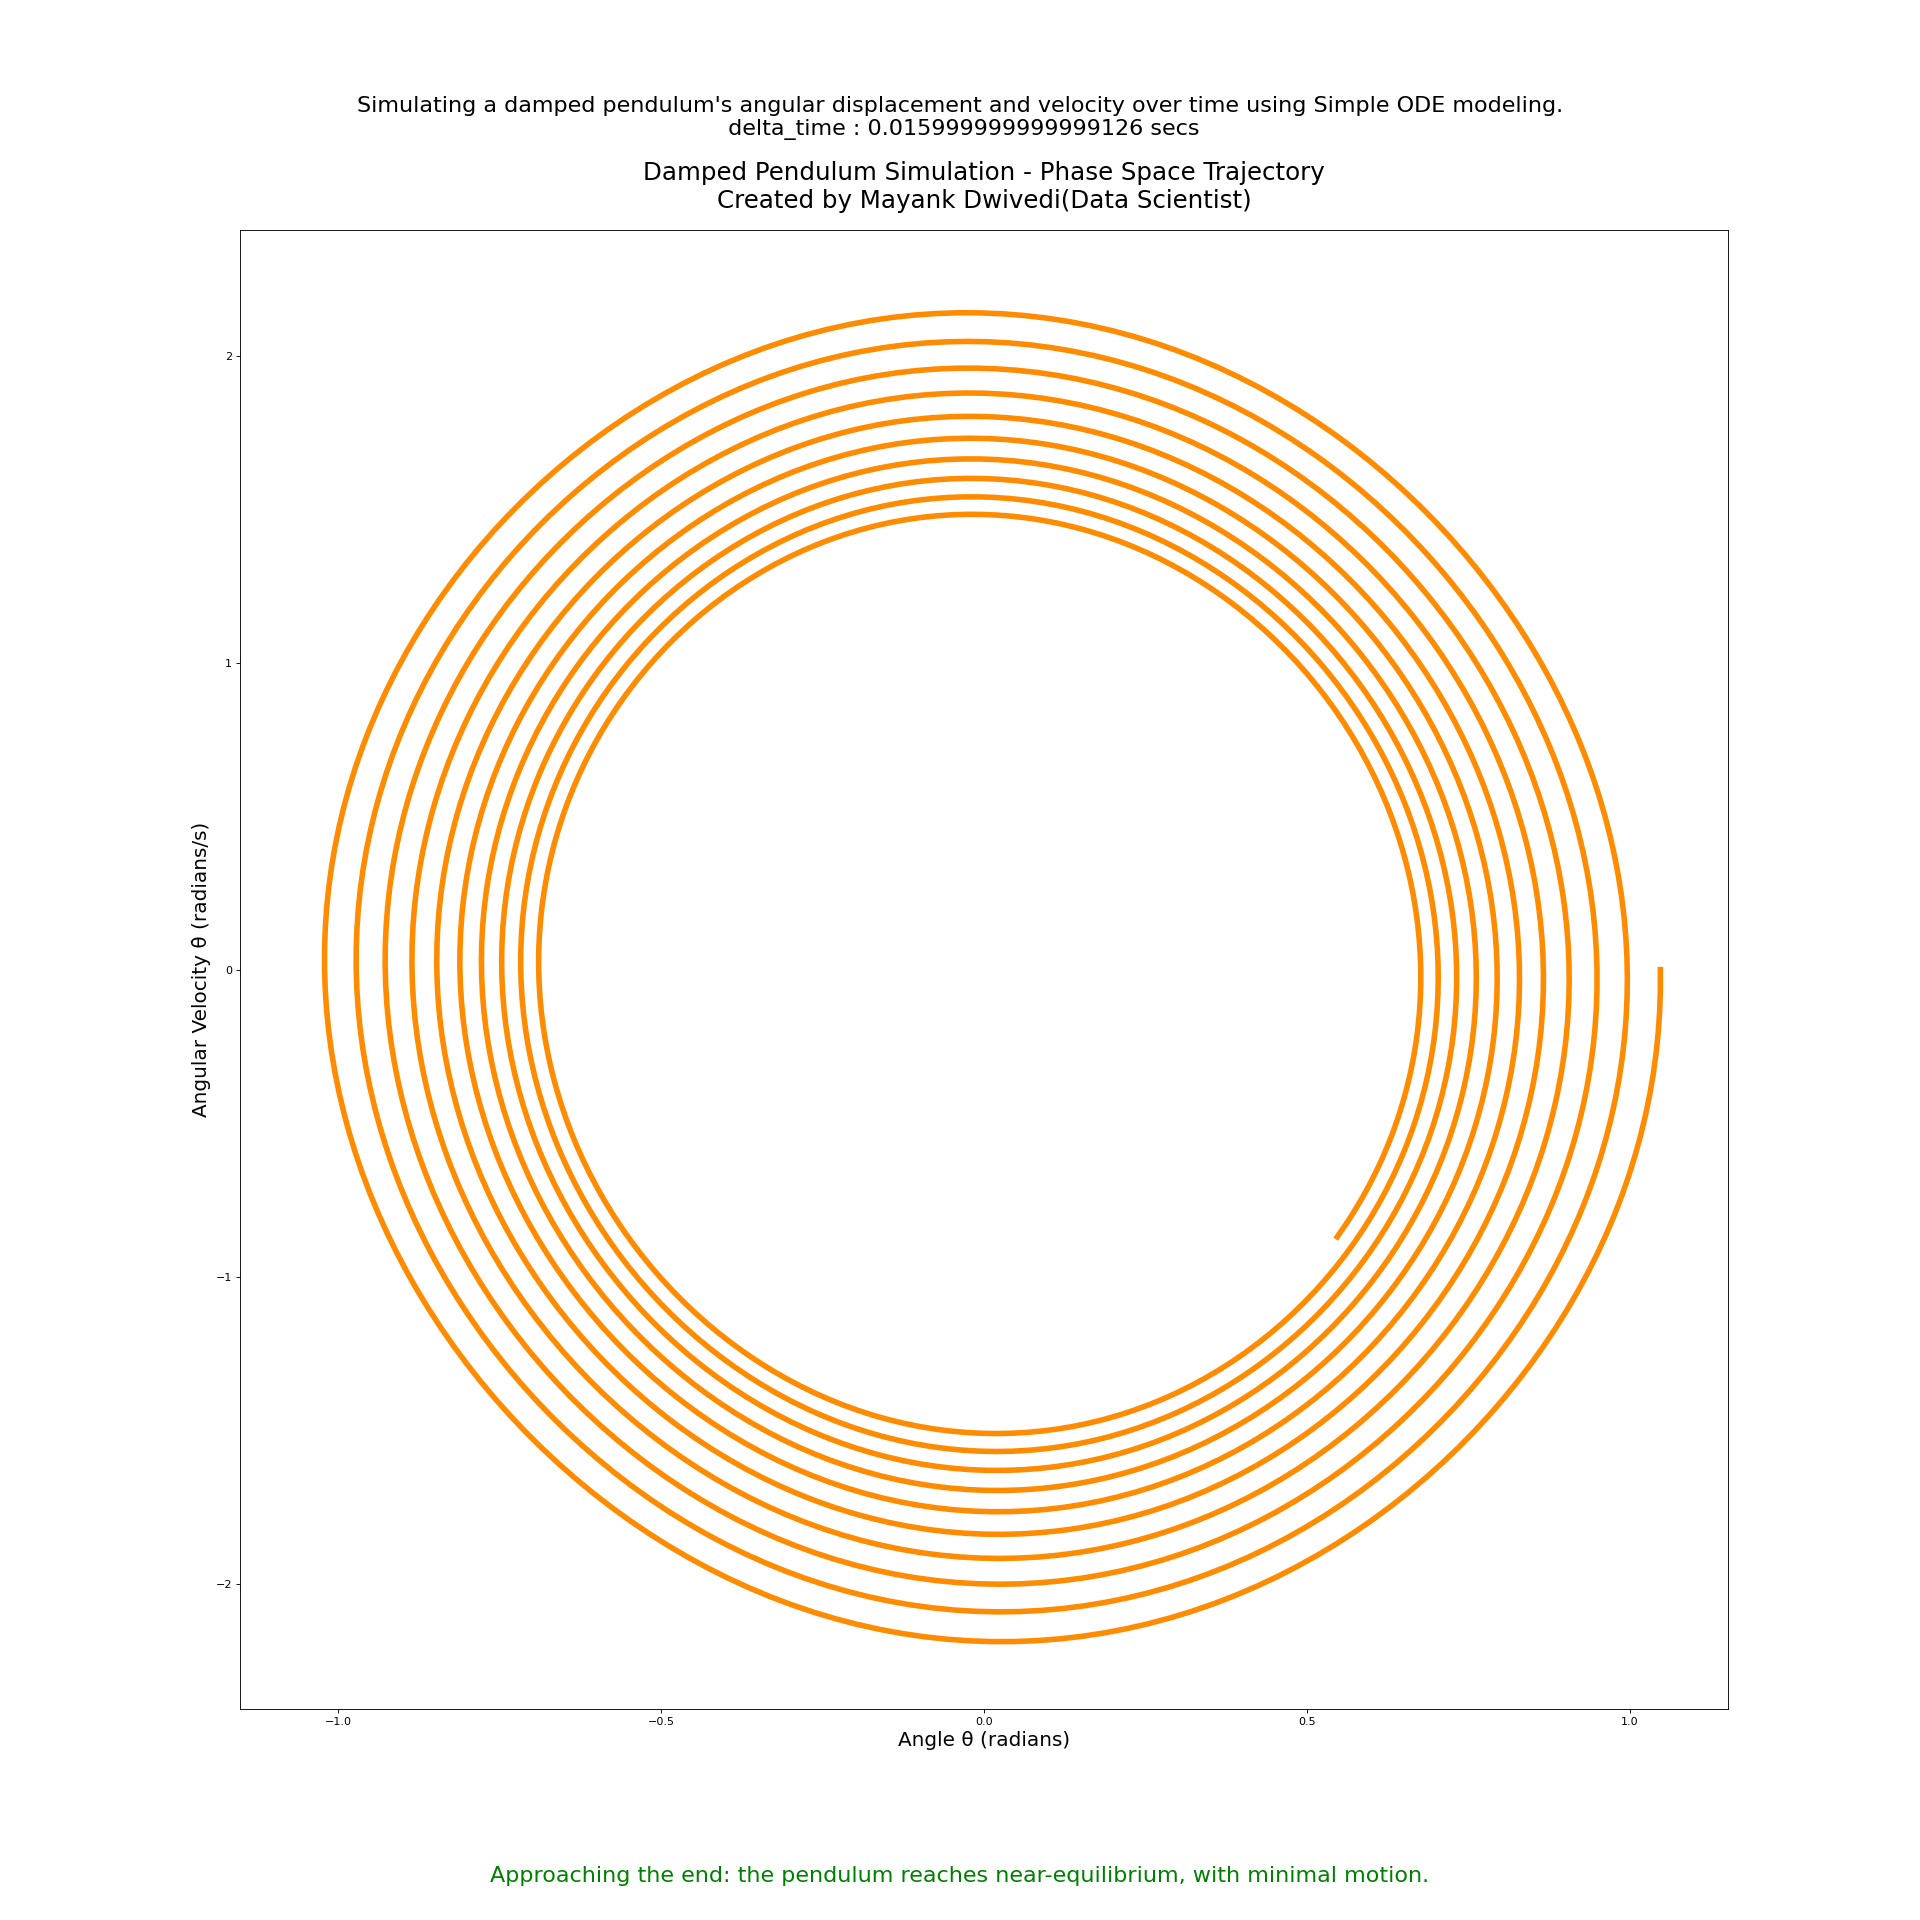 Simulating a damped pendulum's angular displacement and velocity over time using Simple ODE modeling.
delta_time : 0.015999999999999126 secs
Damped Pendulum Simulation - Phase Space Trajectory
Created by Mayank Dwivedi(Data Scientist)
2
1
0
−1
−2
Angular Velocity θ (radians/s)
−1.0
−0.5
0.0
0.5
1.0
Angle θ (radians)
Approaching the end: the pendulum reaches near-equilibrium, with minimal motion.